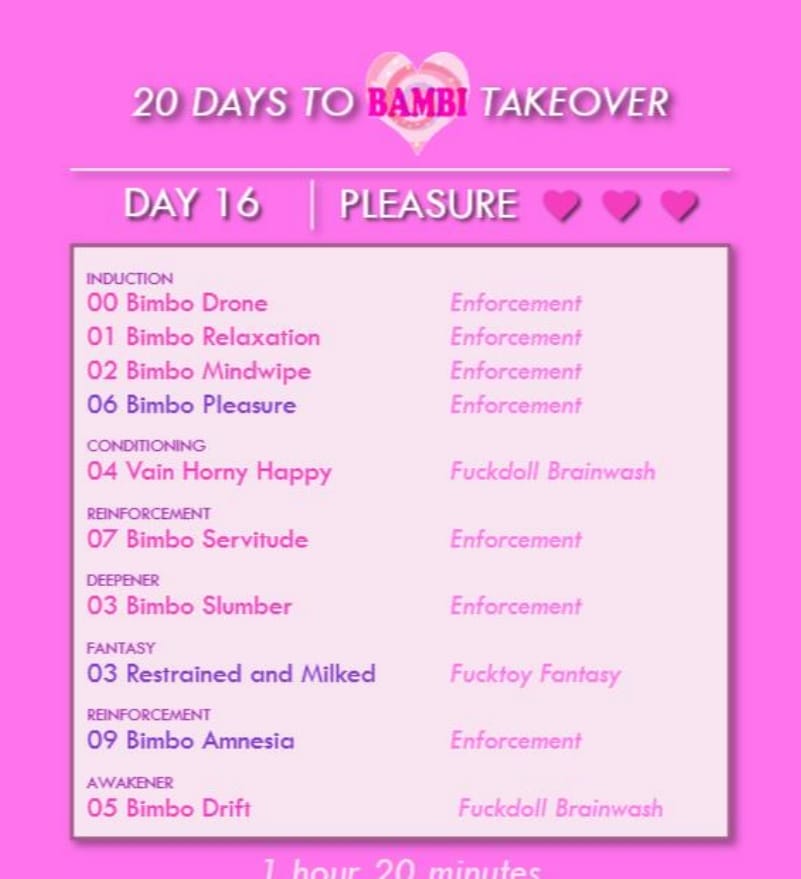 20 DAYS TO BAMBI TAKEOVER
DAY 16 | PLEASURE
INDUCTION
00 Bimbo Drone Enforcement
01 Bimbo Relaxation Enforcement
02 Bimbo Mindwipe Enforcement
06 Bimbo Pleasure Enforcement
CONDITIONING
04 Vain Horny Happy Fuckdoll Brainwash
REINFORCEMENT
07 Bimbo Servitude Enforcement
DEEPENER
03 Bimbo Slumber Enforcement
FANTASY
03 Restrained and Milked Fucktoy Fantasy
REINFORCEMENT
09 Bimbo Amnesia Enforcement
AWAKENER
05 Bimbo Drift Fuckdoll Brainwash
1 hour 20 minutes